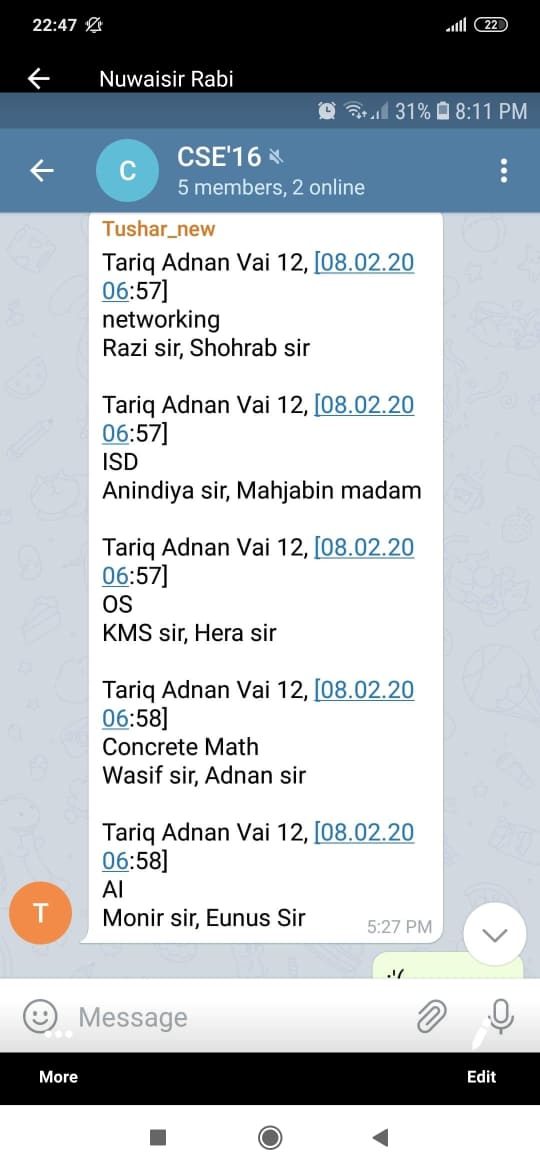 22:47
22
Nuwaisir Rabi
31% 8:11 PM
C
CSE'16
5 members, 2 online
Tushar_new
Tariq Adnan Vai 12, [08.02.20
06:57]
networking
Razi sir, Shohrab sir
Tariq Adnan Vai 12, [08.02.20
06:57]
ISD
Anindiya sir, Mahjabin madam
Tariq Adnan Vai 12, [08.02.20
06:57]
OS
KMS sir, Hera sir
Tariq Adnan Vai 12, [08.02.20
06:58]
Concrete Math
Wasif sir, Adnan sir
Tariq Adnan Vai 12, [08.02.20
06:58]
AI
Monir sir, Eunus Sir
5:27 PM
T
Message
More
Edit